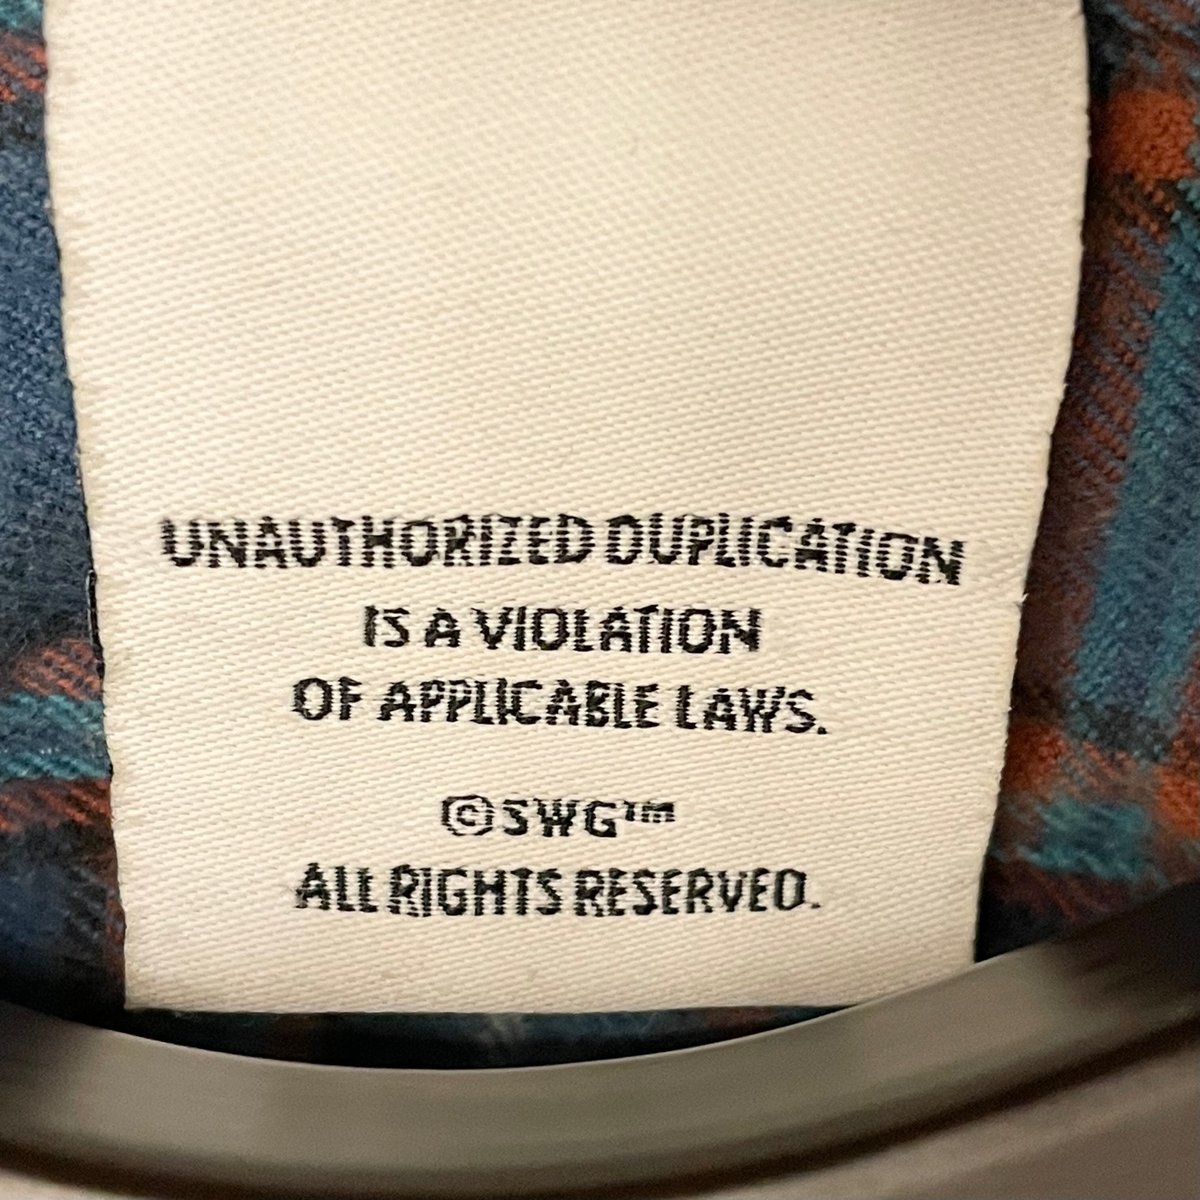 UNAUTHORIZED DUPLICATION
IS A VIOLATION
OF APPLICABLE LAWS.
©SWG™
ALL RIGHTS RESERVED.